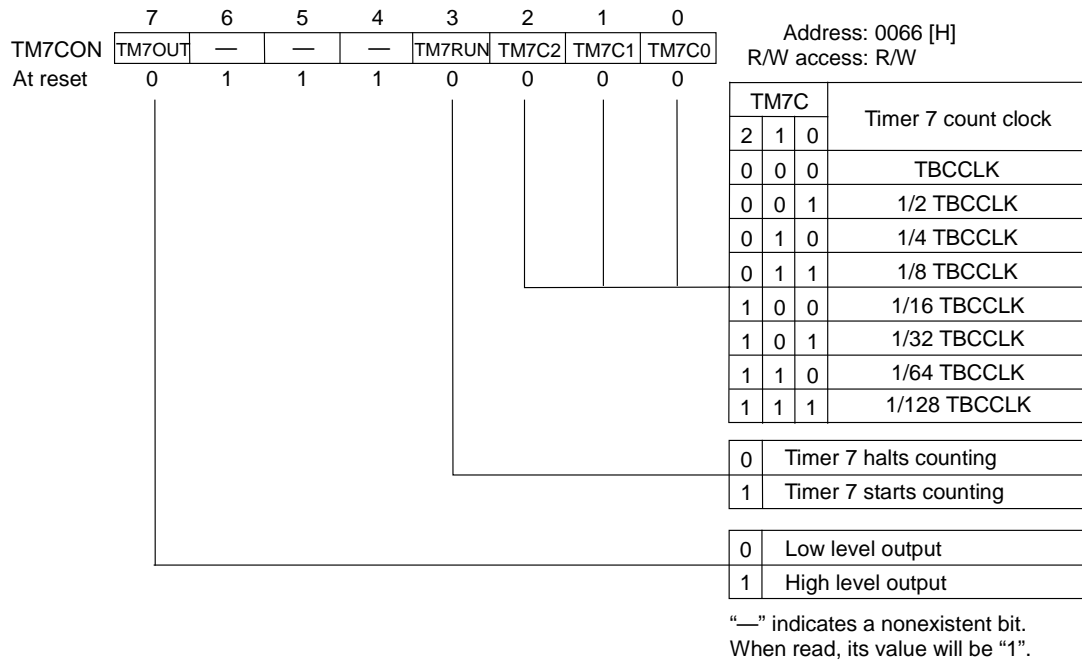 7 6 5 4 3 2 1 0
TM7CON TM7OUT — — — TM7RUN TM7C2 TM7C1 TM7C0
At reset 0 1 1 1 0 0 0 0
Address: 0066 [H]
R/W access: R/W
TM7C Timer 7 count clock
2 1 0
0 0 0 TBCCLK
0 0 1 1/2 TBCCLK
0 1 0 1/4 TBCCLK
0 1 1 1/8 TBCCLK
1 0 0 1/16 TBCCLK
1 0 1 1/32 TBCCLK
1 1 0 1/64 TBCCLK
1 1 1 1/128 TBCCLK
0 Timer 7 halts counting
1 Timer 7 starts counting
0 Low level output
1 High level output
“—” indicates a nonexistent bit.
When read, its value will be “1”.